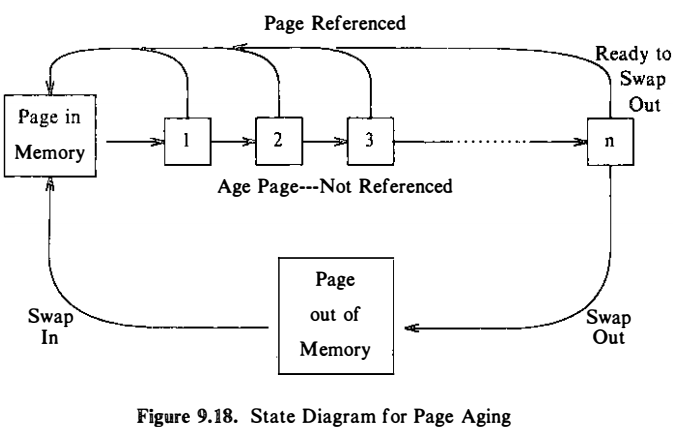 Page Referenced
Ready to
Swap
Out
Page in
Memory
1
2
3
n
Age Page---Not Referenced
Page
out of
Memory
Swap
In
Swap
Out
Figure 9.18. State Diagram for Page Aging